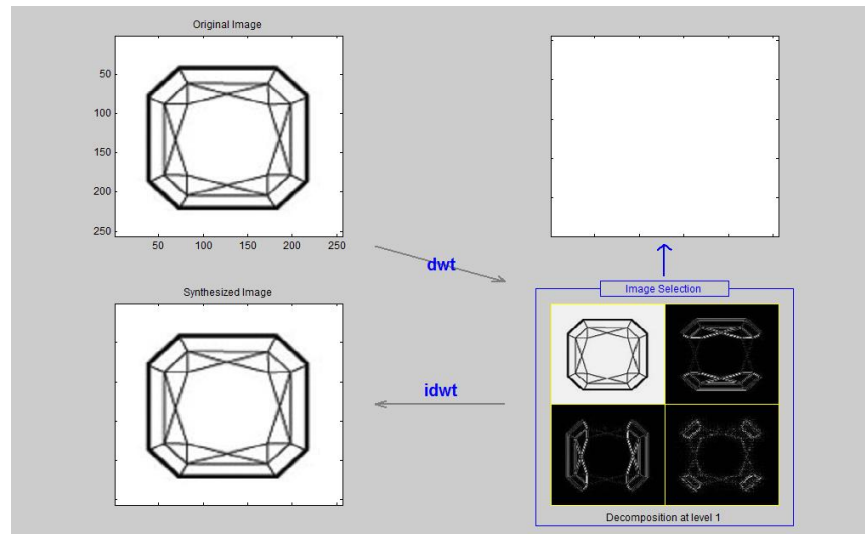 Original Image
50
100
150
200
250
50 100 150 200 250
dwt
Image Selection
Synthesized Image
idwt
Decomposition at level 1